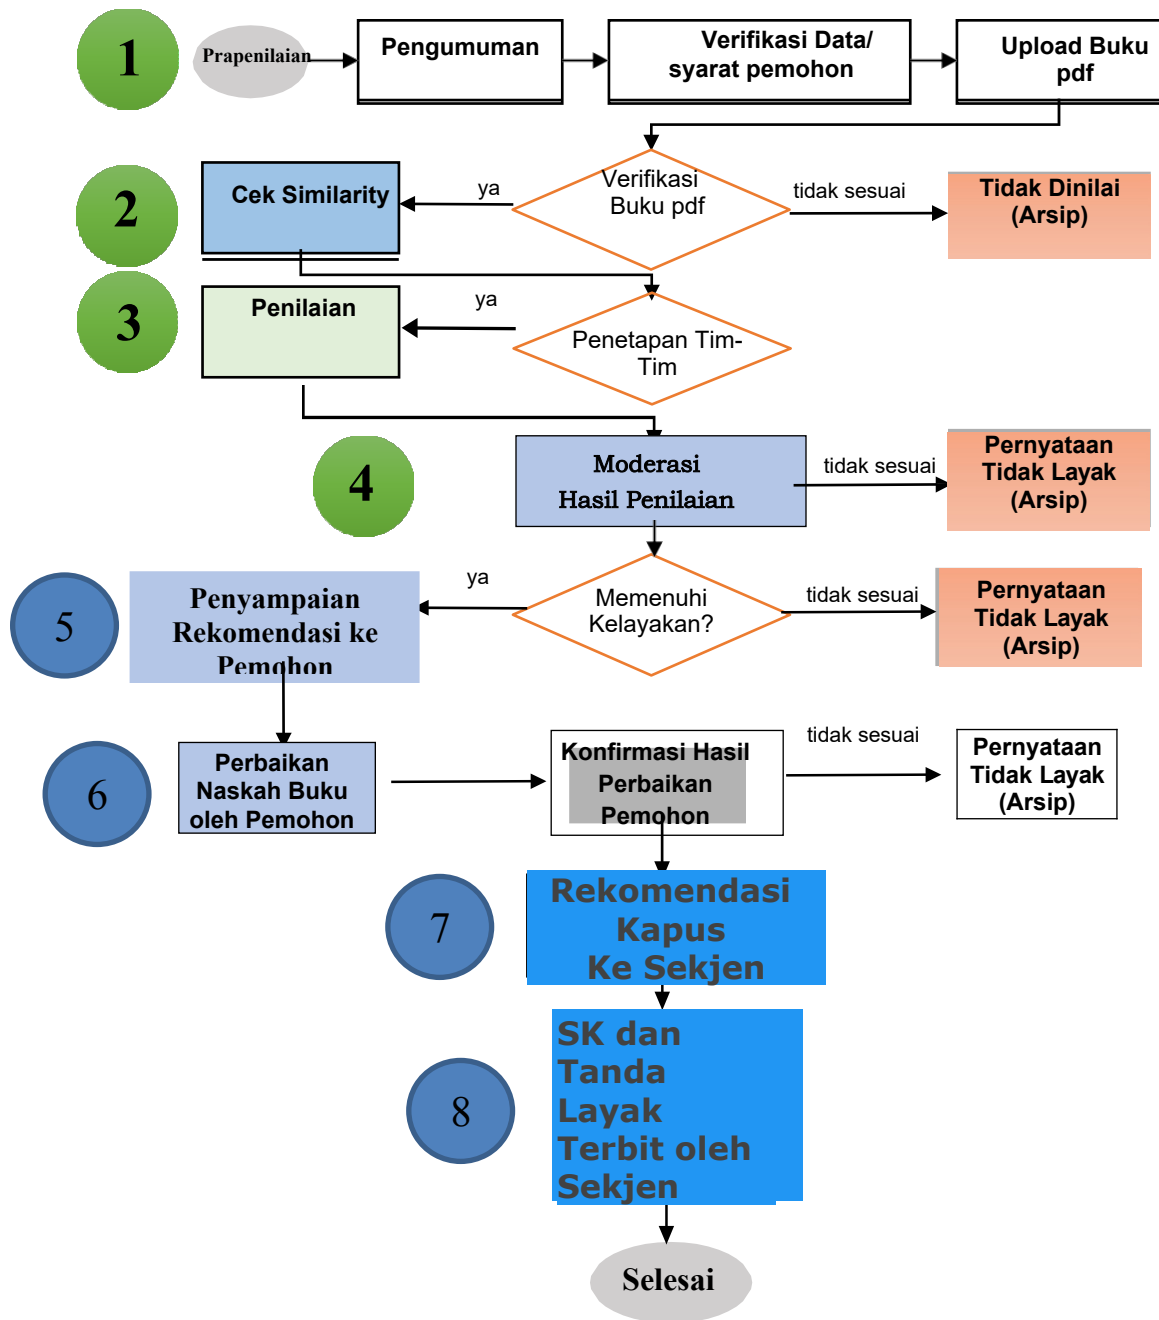 1
Prapenilaian
Pengumuman
Verifikasi Data/
syarat pemohon
Upload Buku
pdf
2
Cek Similarity
ya
Verifikasi
Buku pdf
tidak sesuai
Tidak Dinilai
(Arsip)
3
Penilaian
ya
Penetapan Tim-
Tim
4
Moderasi
Hasil Penilaian
tidak sesuai
Pernyataan
Tidak Layak
(Arsip)
5
Penyampaian
Rekomendasi ke
Pemohon
ya
Memenuhi
Kelayakan?
tidak sesuai
Pernyataan
Tidak Layak
(Arsip)
6
Perbaikan
Naskah Buku
oleh Pemohon
Konfirmasi Hasil
Perbaikan
Pemohon
tidak sesuai
Pernyataan
Tidak Layak
(Arsip)
7
Rekomendasi
Kapus
Ke Sekjen
8
SK dan
Tanda
Layak
Terbit oleh
Sekjen
Selesai